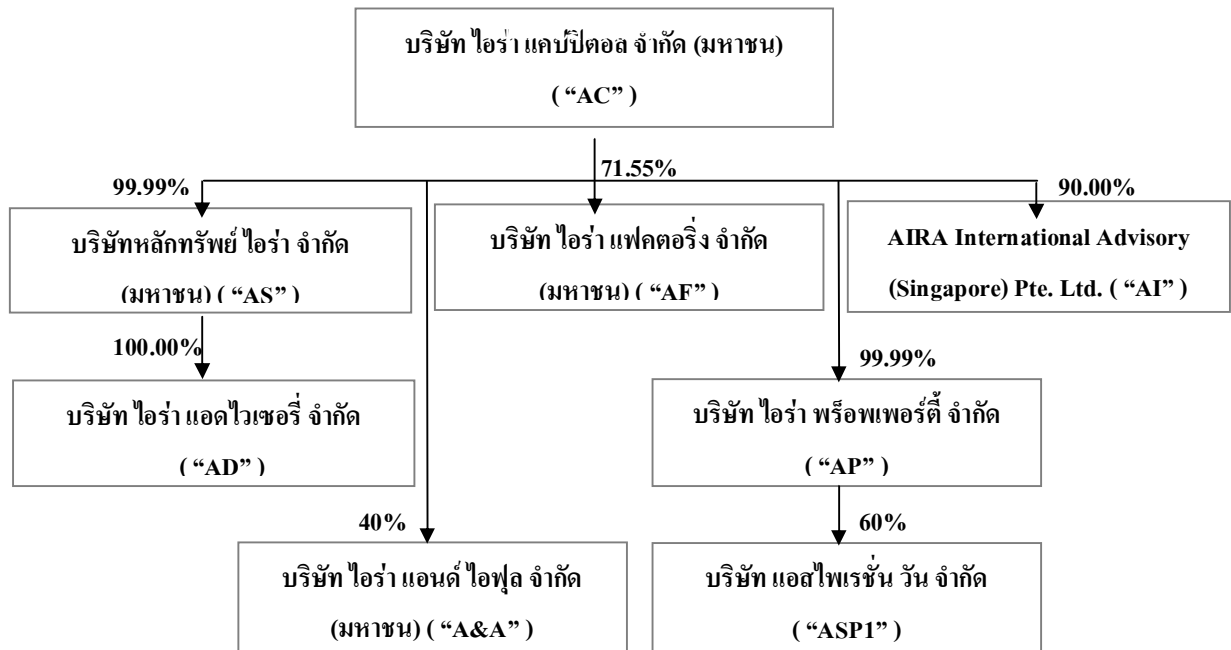 บริษัท ไอร่า แคปปิตอล จำกัด (มหาชน)
( “AC” )
71.55%
99.99%
90.00%
บริษัทหลักทรัพย์ ไอร่า จำกัด
(มหาชน) ( “AS” )
บริษัท ไอร่า แฟคตอริ่ง จำกัด
(มหาชน) ( “AF” )
AIRA International Advisory
(Singapore) Pte. Ltd. ( “AI” )
100.00%
99.99%
บริษัท ไอร่า แอดไวเซอรี่ จำกัด
( “AD” )
บริษัท ไอร่า พร็อพเพอร์ตี้ จำกัด
( “AP” )
40%
60%
บริษัท ไอร่า แอนด์ ไอฟุล จำกัด
(มหาชน) ( “A&A” )
บริษัท แอสไพเรชั่น วัน จำกัด
( “ASP1” )